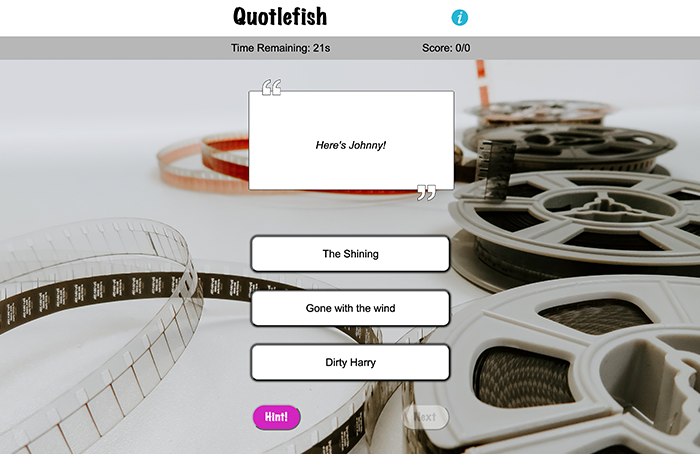 Quotlefish
i
Time Remaining: 21s
Score: 0/0
“
Here's Johnny!
”
The Shining
Gone with the wind
Dirty Harry
Hint!
Next